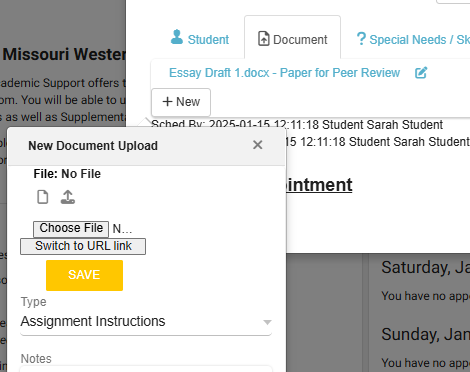 Student
Document
Special Needs / Sk
Missouri Wester
Essay Draft 1.docx - Paper for Peer Review
ademic Support offers t
om. You will be able to u
s as well as Supplementa
+ New
Sched By: 2025-01-15 12:11:18 Student Sarah Student
15 12:11:18 Student Sarah Student
New Document Upload
File: No File
intment
Choose File N...
Switch to URL link
SAVE
Saturday, Ja
You have no appo
Type
Assignment Instructions
Sunday, Jan
You have no appo
Notes